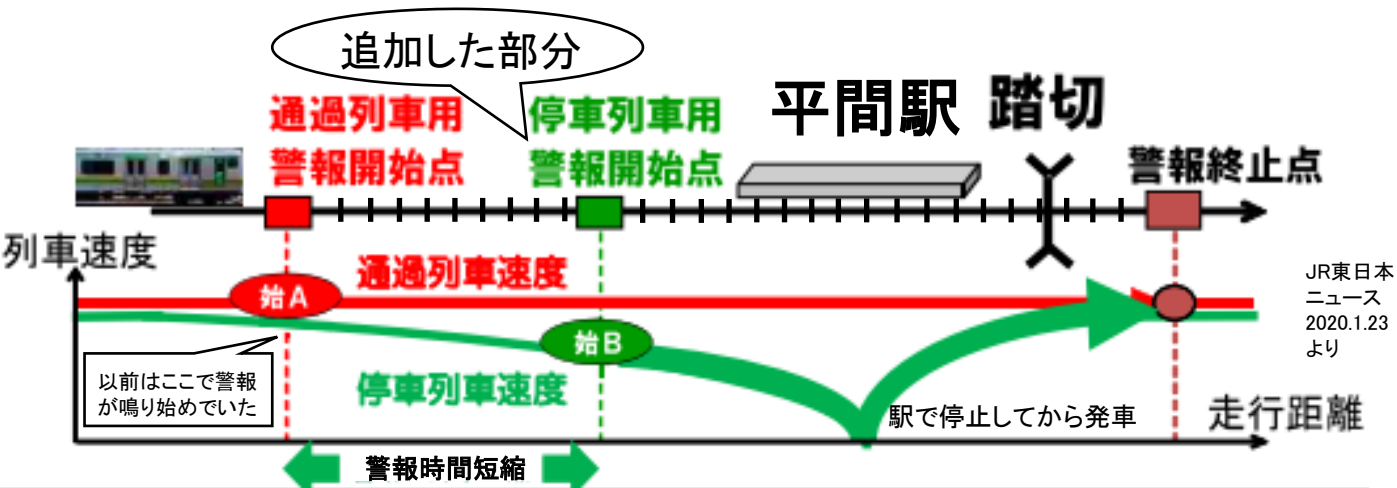 追加した部分
通過列車用
警報開始点
停車列車用
警報開始点
平間駅
踏切
警報終止点
列車速度
通過列車速度
始A
始B
以前はここで警報
が鳴り始めでいた
停車列車速度
駅で停止してから発車
走行距離
警報時間短縮
JR東日本
ニュース
2020.1.23
より